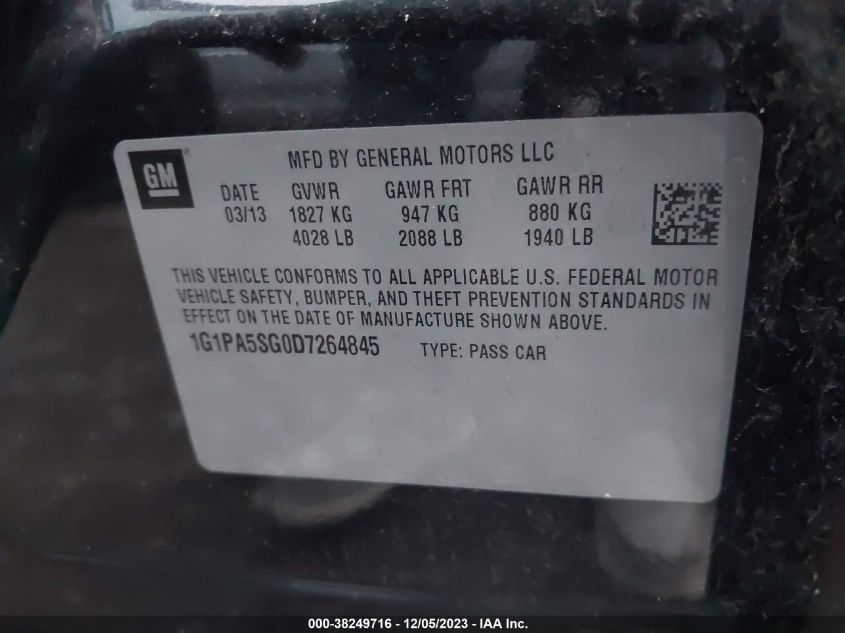 GM
MFD BY GENERAL MOTORS LLC
DATE GVWR GAWR FRT GAWR RR
03/13 1827 KG 947 KG 880 KG
4028 LB 2088 LB 1940 LB
THIS VEHICLE CONFORMS TO ALL APPLICABLE U.S. FEDERAL MOTOR
VEHICLE SAFETY, BUMPER, AND THEFT PREVENTION STANDARDS IN
EFFECT ON THE DATE OF MANUFACTURE SHOWN ABOVE.
1G1PA5SG0D7264845 TYPE: PASS CAR
000-38249716 - 12/05/2023 - IAA Inc.